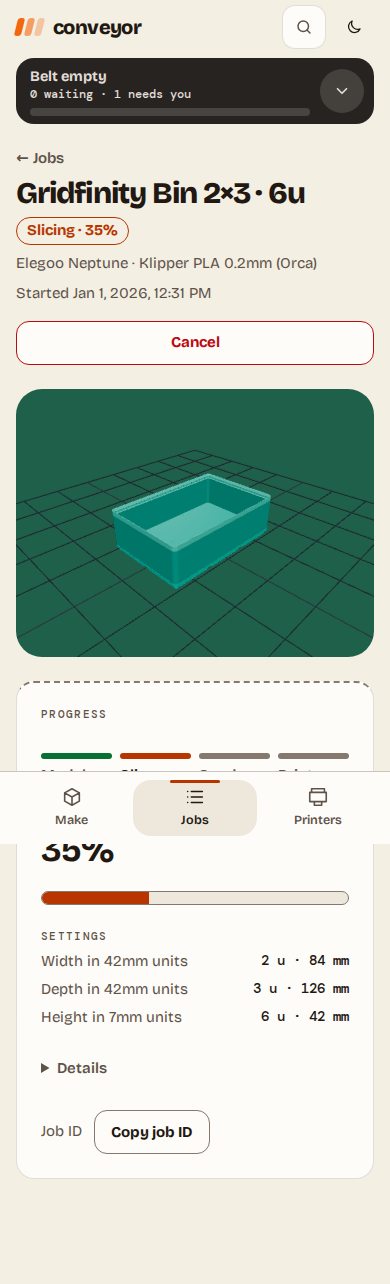 conveyor
Belt empty
0 waiting · 1 needs you
← Jobs
Gridfinity Bin 2×3 · 6u
Slicing · 35%
Elegoo Neptune · Klipper PLA 0.2mm (Orca)
Started Jan 1, 2026, 12:31 PM
Cancel
PROGRESS
Make
Jobs
Printers
35%
SETTINGS
Width in 42mm units 2 u · 84 mm
Depth in 42mm units 3 u · 126 mm
Height in 7mm units 6 u · 42 mm
Details
Job ID Copy job ID